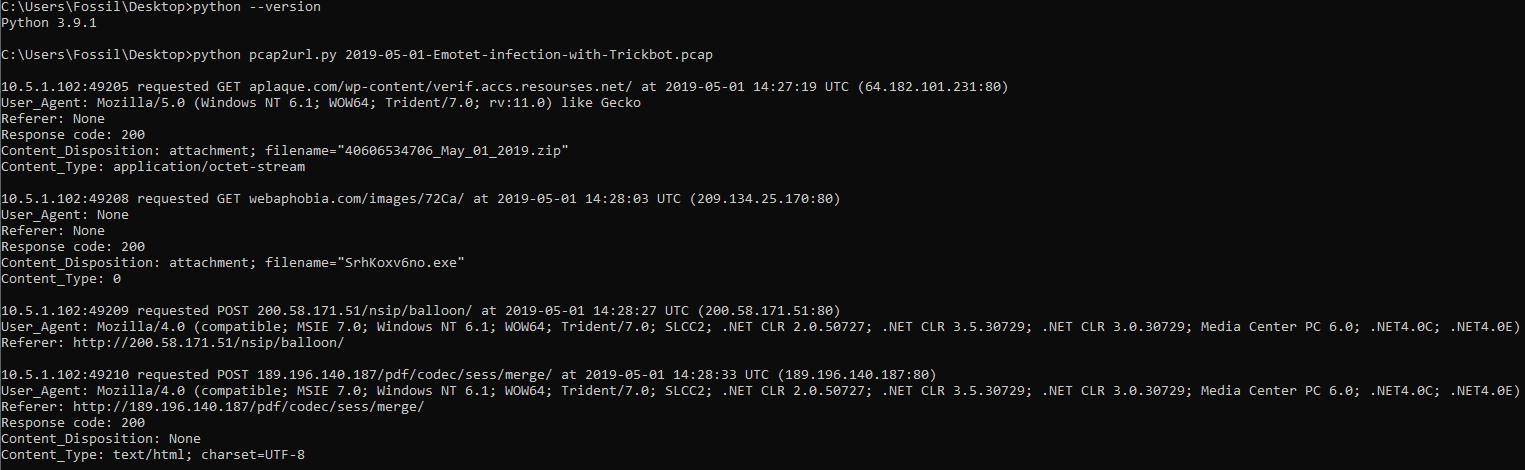 C:\Users\Fossil\Desktop>python --version
Python 3.9.1
C:\Users\Fossil\Desktop>python pcap2url.py 2019-05-01-Emotet-infection-with-Trickbot.pcap
10.5.1.102:49205 requested GET aplaque.com/wp-content/verif.accs.resourses.net/ at 2019-05-01 14:27:19 UTC (64.182.101.231:80)
User_Agent: Mozilla/5.0 (Windows NT 6.1; WOW64; Trident/7.0; rv:11.0) like Gecko
Referer: None
Response code: 200
Content_Disposition: attachment; filename="40606534706_May_01_2019.zip"
Content_Type: application/octet-stream
10.5.1.102:49208 requested GET webaphobia.com/images/72Ca/ at 2019-05-01 14:28:03 UTC (209.134.25.170:80)
User_Agent: None
Referer: None
Response code: 200
Content_Disposition: attachment; filename="SrhKoxv6no.exe"
Content_Type: 0
10.5.1.102:49209 requested POST 200.58.171.51/nsip/balloon/ at 2019-05-01 14:28:27 UTC (200.58.171.51:80)
User_Agent: Mozilla/4.0 (compatible; MSIE 7.0; Windows NT 6.1; WOW64; Trident/7.0; SLCC2; .NET CLR 2.0.50727; .NET CLR 3.5.30729; .NET CLR 3.0.30729; Media Center PC 6.0; .NET4.0C; .NET4.0E)
Referer: http://200.58.171.51/nsip/balloon/
10.5.1.102:49210 requested POST 189.196.140.187/pdf/codec/sess/merge/ at 2019-05-01 14:28:33 UTC (189.196.140.187:80)
User_Agent: Mozilla/4.0 (compatible; MSIE 7.0; Windows NT 6.1; WOW64; Trident/7.0; SLCC2; .NET CLR 2.0.50727; .NET CLR 3.5.30729; .NET CLR 3.0.30729; Media Center PC 6.0; .NET4.0C; .NET4.0E)
Referer: http://189.196.140.187/pdf/codec/sess/merge/
Response code: 200
Content_Disposition: None
Content_Type: text/html; charset=UTF-8